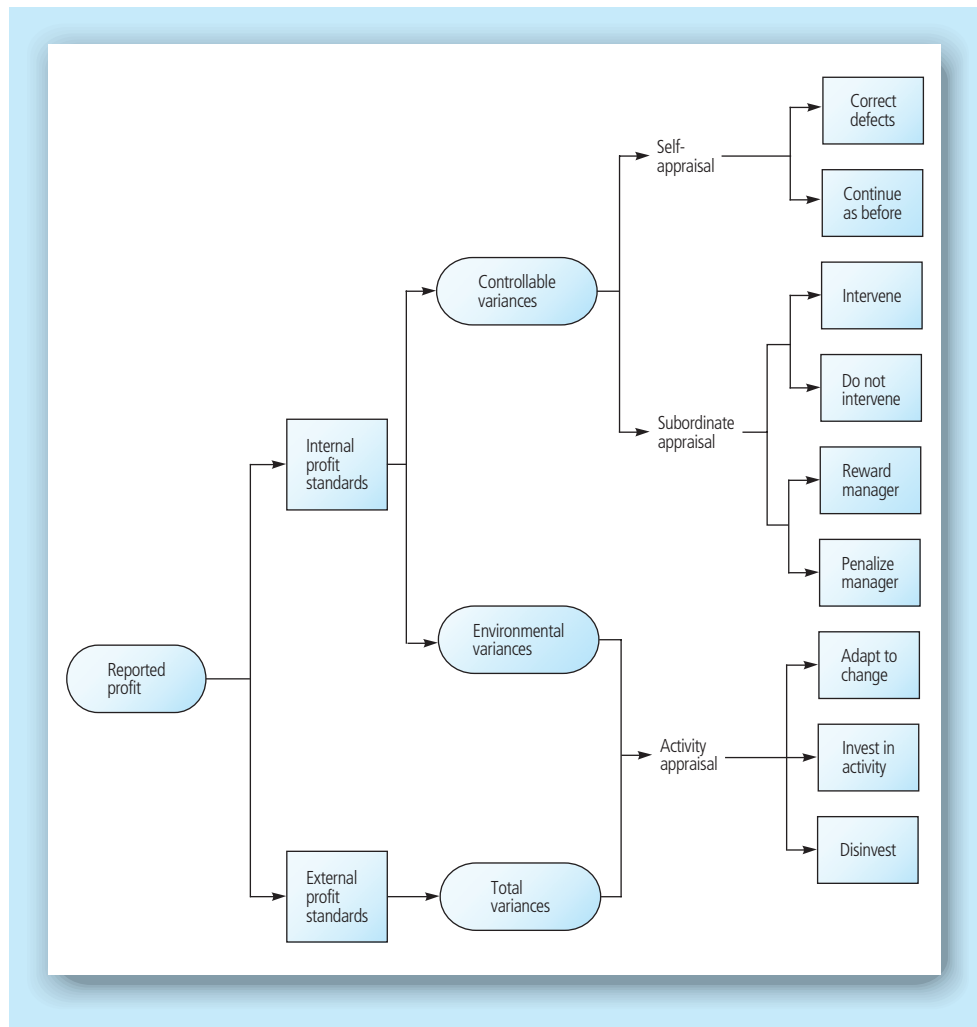 Correct
defects
Self-
appraisal
Continue
as before
Controllable
variances
Intervene
Do not
intervene
Subordinate
appraisal
Internal
profit
standards
Reward
manager
Penalize
manager
Environmental
variances
Reported
profit
Adapt to
change
Activity
appraisal
Invest in
activity
Disinvest
External
profit
standards
Total
variances